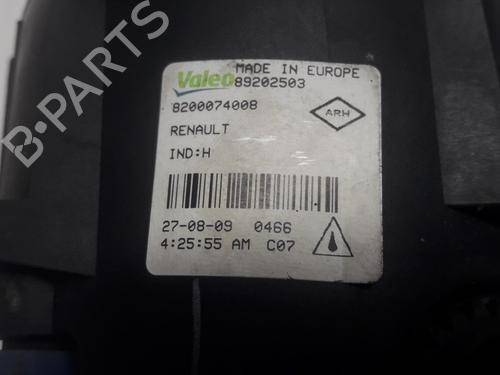 Valeo MADE IN EUROPE
89202503
8200074008
ARH
RENAULT
IND:H
27-08-09 0466
4:25:55 AM C07
B-PARTS